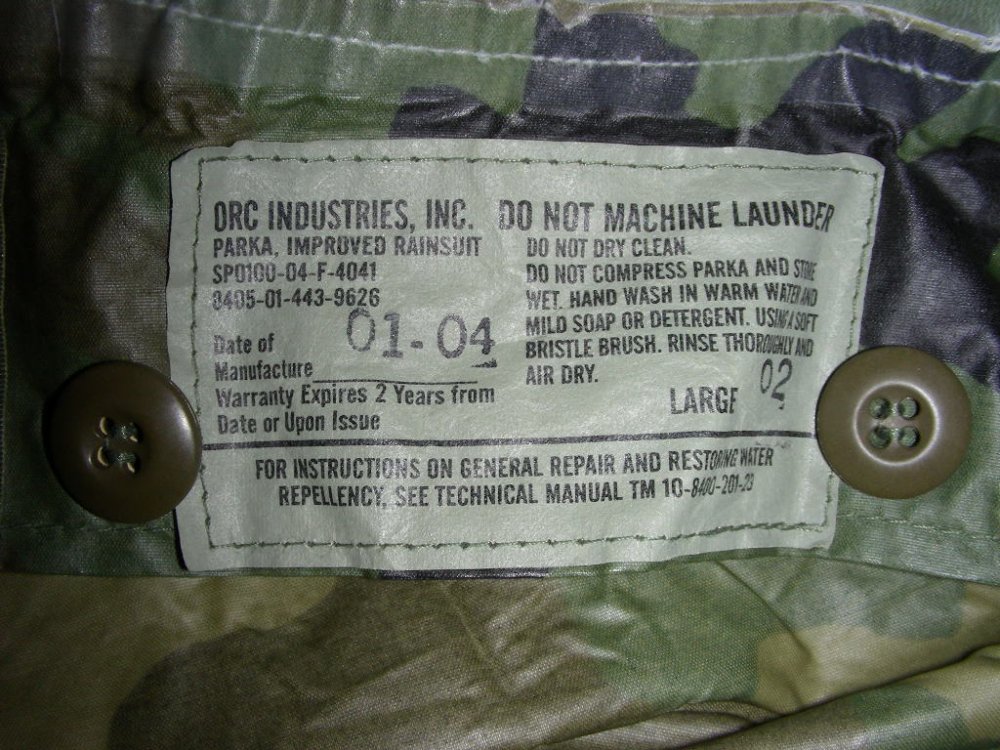 ORC INDUSTRIES, INC.
PARKA, IMPROVED RAINSUIT
SP0100-04-F-4041
8405-01-443-9626
Date of
Manufacture 01-04
Warranty Expires 2 Years from
Date or Upon Issue
DO NOT MACHINE LAUNDER
DO NOT DRY CLEAN.
DO NOT COMPRESS PARKA AND STORE
WET. HAND WASH IN WARM WATER AND
MILD SOAP OR DETERGENT. USING A SOFT
BRISTLE BRUSH. RINSE THOROUGHLY AND
AIR DRY.
LARGE 02
FOR INSTRUCTIONS ON GENERAL REPAIR AND RESTORING WATER
REPELLENCY, SEE TECHNICAL MANUAL TM 10-8400-201-23